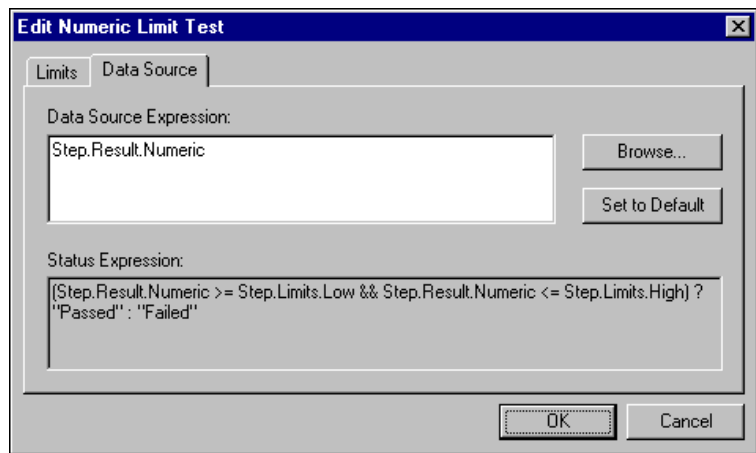 Edit Numeric Limit Test
Limits
Data Source
Data Source Expression:
Step.Result.Numeric
Browse...
Set to Default
Status Expression:
(Step.Result.Numeric >= Step.Limits.Low && Step.Result.Numeric <= Step.Limits.High) ?
"Passed" : "Failed"
OK
Cancel